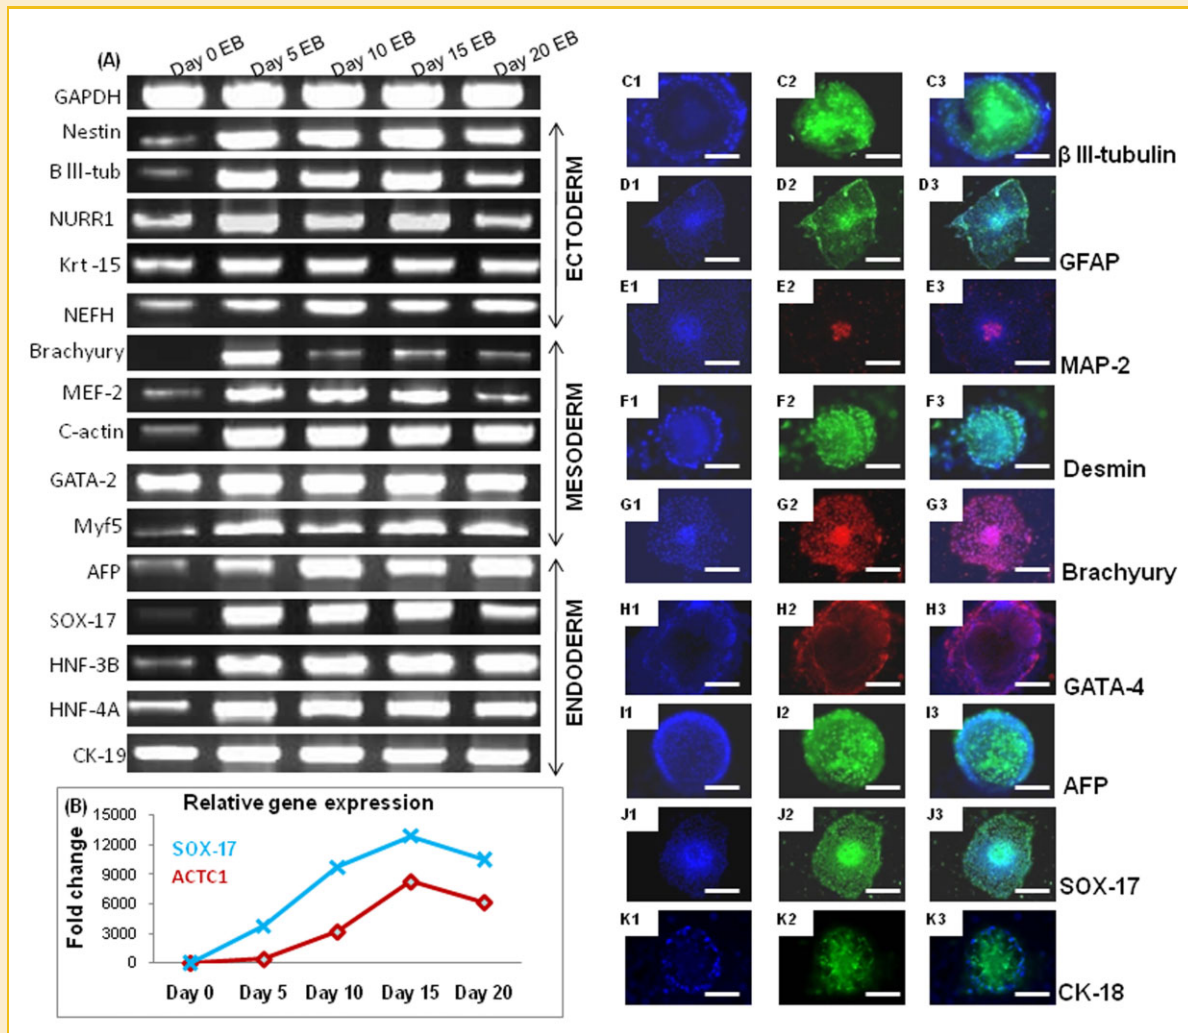 (A)
Day 0 EB
Day 5 EB
Day 10 EB
Day 15 EB
Day 20 EB
GAPDH
Nestin
B III-tub
NURR1
Krt -15
NEFH
ECTODERM
Brachyury
MEF-2
C-actin
GATA-2
Myf5
MESODERM
AFP
SOX-17
HNF-3B
HNF-4A
CK-19
ENDODERM
(B)
Relative gene expression
Fold change
15000
12000
9000
6000
3000
0
SOX-17
ACTC1
Day 0 Day 5 Day 10 Day 15 Day 20
C1 C2 C3
β III-tubulin
D1 D2 D3
GFAP
E1 E2 E3
MAP-2
F1 F2 F3
Desmin
G1 G2 G3
Brachyury
H1 H2 H3
GATA-4
I1 I2 I3
AFP
J1 J2 J3
SOX-17
K1 K2 K3
CK-18